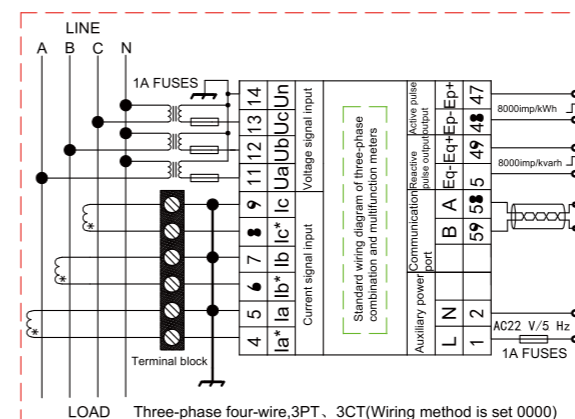 LINE
A B C N
1A FUSES
14 Un
13 Uc
12 Ub
11 Ua
9 Ic
8 Ic*
7 Ib
6 Ib*
5 Ia
4 Ia*
Voltage signal input
Current signal input
Terminal block
Standard wiring diagram of three-phase
combination and multifunction meters
Active pulse
output
Reactive
pulse output
Communication
port
Auxiliary power
Ep+ 47
Ep- 48
Eq+ 49
Eq- 5
A 58
B 59
N 2
L 1
8000imp/kWh
8000imp/kvarh
AC22 V/5 Hz
1A FUSES
LOAD
Three-phase four-wire,3PT、3CT(Wiring method is set 0000)